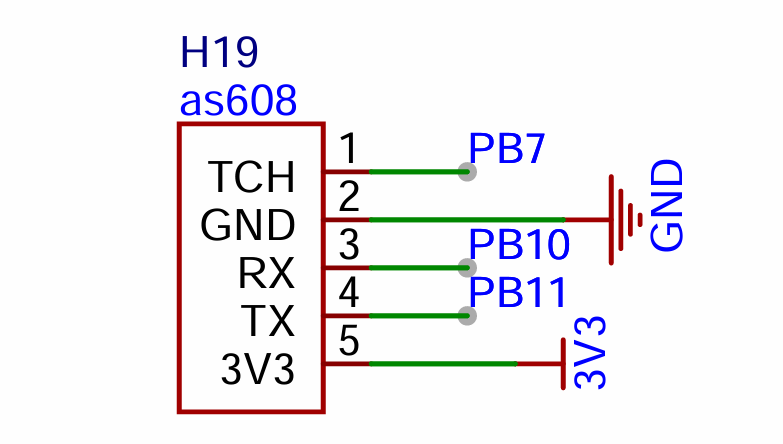 H19
as608
TCH 1 PB7
GND 2 GND
RX 3 PB10
TX 4 PB11
3V3 5 3V3